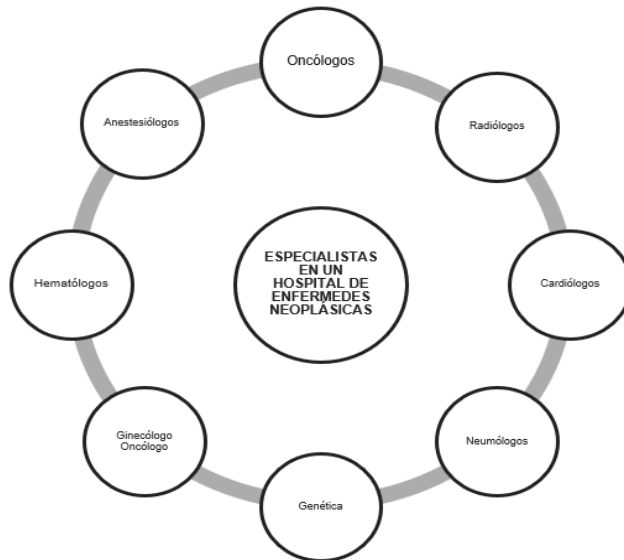 Oncólogos
Radiólogos
Cardiólogos
Neumólogos
Genética
Ginecólogo
Oncólogo
Hematólogos
Anestesiólogos
ESPECIALISTAS
EN UN
HOSPITAL DE
ENFERMEDES
NEOPLÁSICAS